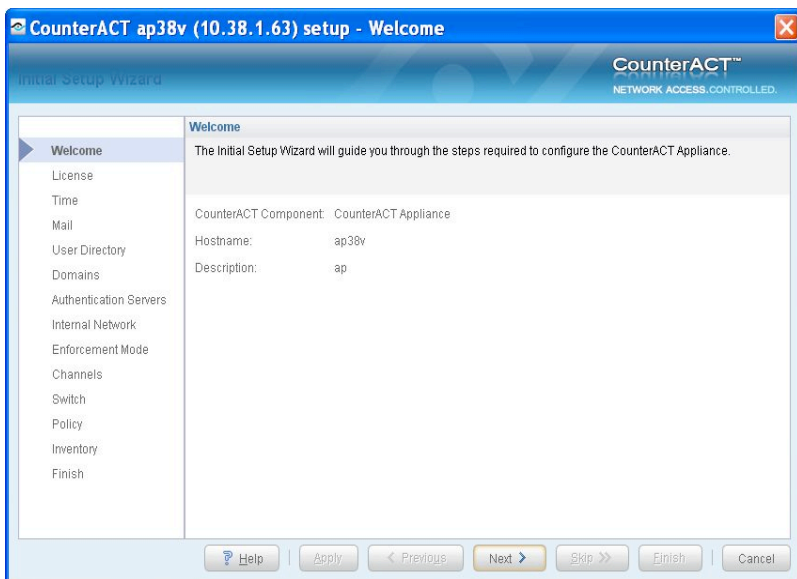 CounterACT ap38v (10.38.1.63) setup - Welcome
Initial Setup Wizard
CounterACT™
NETWORK ACCESS.CONTROLLED.
Welcome
License
Time
Mail
User Directory
Domains
Authentication Servers
Internal Network
Enforcement Mode
Channels
Switch
Policy
Inventory
Finish
Welcome
The Initial Setup Wizard will guide you through the steps required to configure the CounterACT Appliance.
CounterACT Component: CounterACT Appliance
Hostname: ap38v
Description: ap
? Help | Apply < Previous Next > Skip >> Finish | Cancel